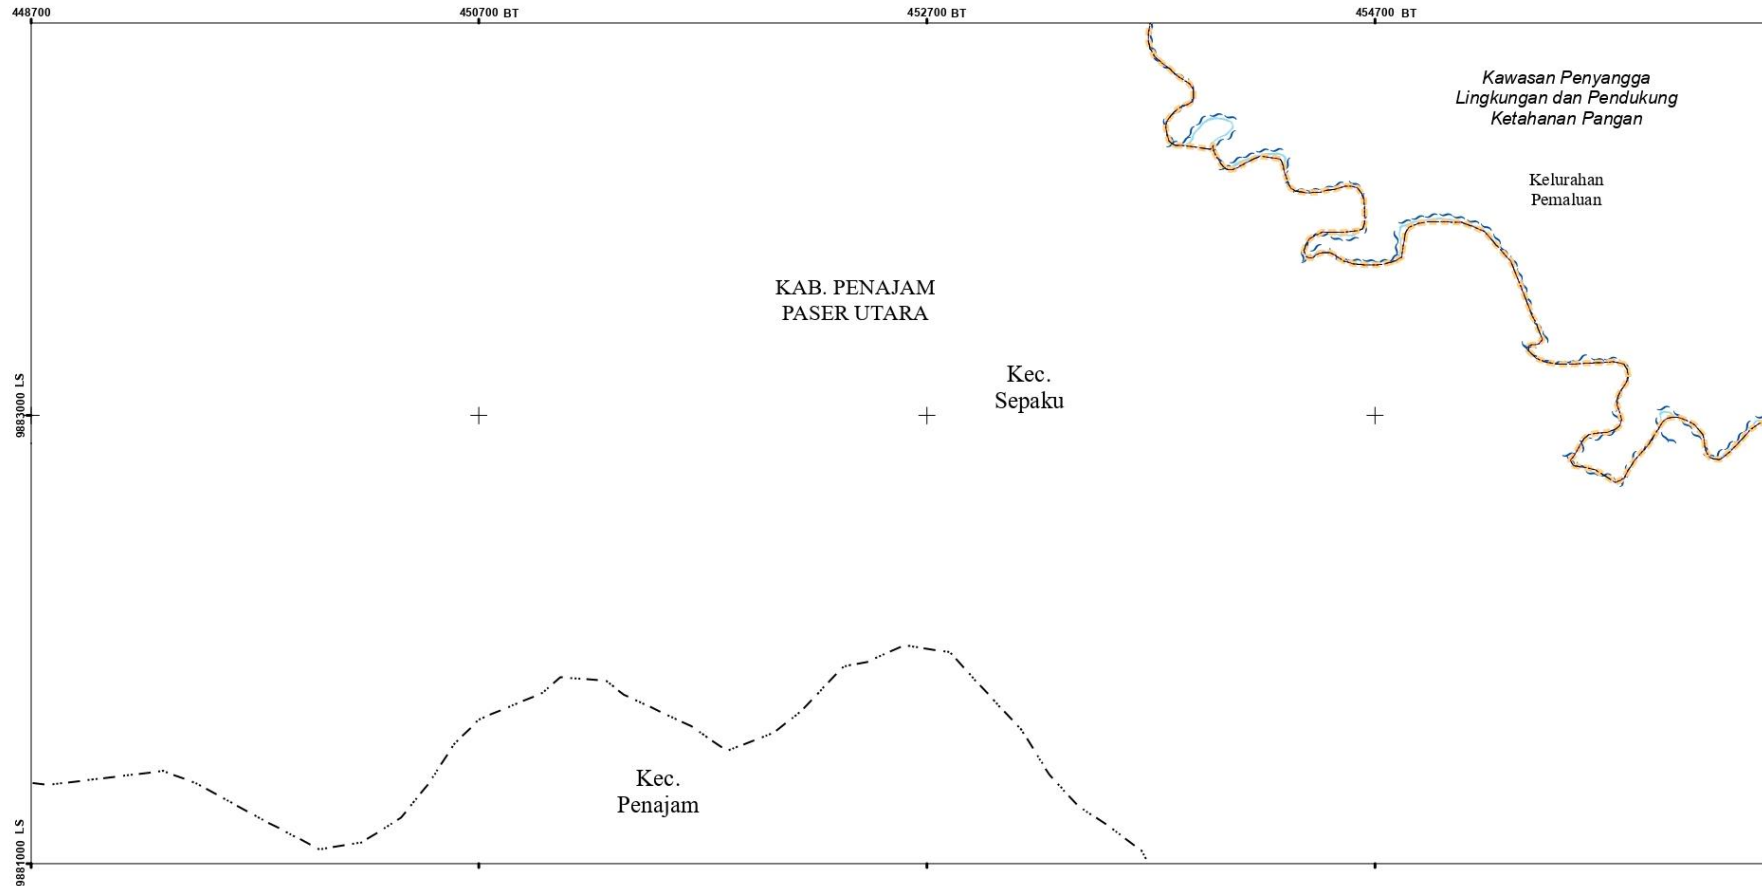 448700
450700 BT
452700 BT
454700 BT
Kawasan Penyangga
Lingkungan dan Pendukung
Ketahanan Pangan
Kelurahan
Pemaluan
KAB. PENAJAM
PASER UTARA
Kec.
Sepaku
9883000 LS
Kec.
Penajam
9881000 LS